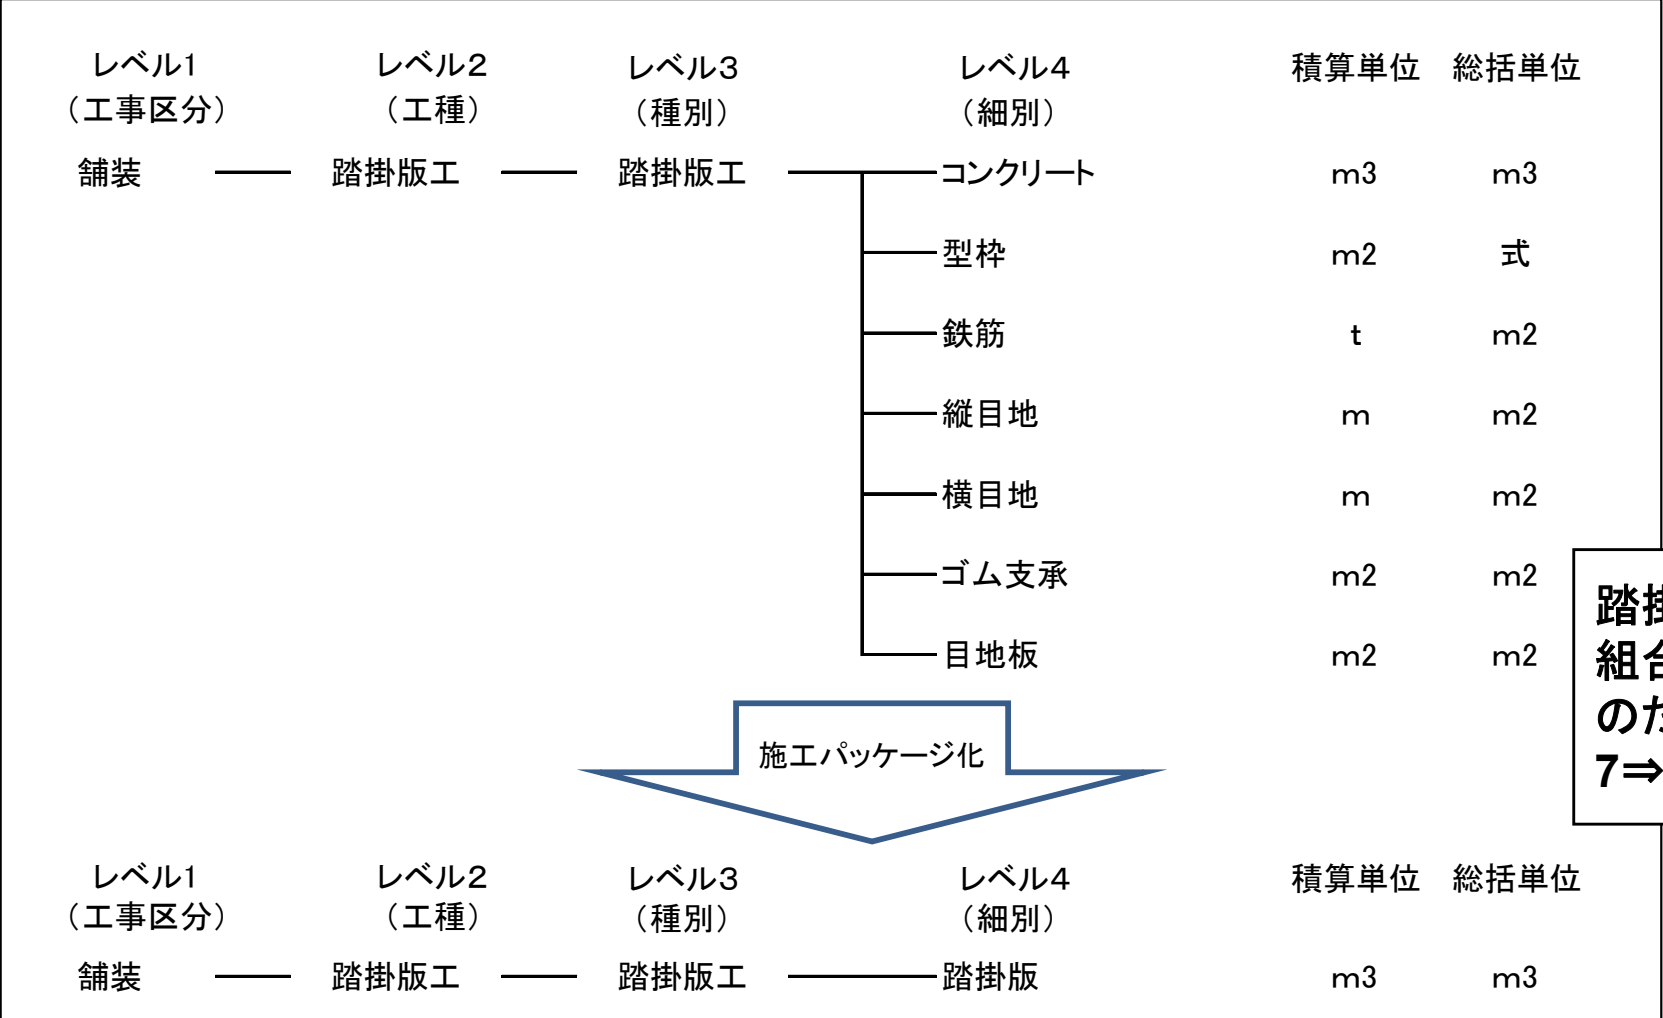 レベル1 レベル2 レベル3 レベル4 積算単位 総括単位
（工事区分） （工種） （種別） （細別）
舗装 踏掛版工 踏掛版工 コンクリート m3 m3
型枠 m2 式
鉄筋 t m2
縦目地 m m2
横目地 m m2
ゴム支承 m2 m2
目地板 m2 m2
踏
組
のた
7⇒
施工パッケージ化
レベル1 レベル2 レベル3 レベル4 積算単位 総括単位
（工事区分） （工種） （種別） （細別）
舗装 踏掛版工 踏掛版工 踏掛版 m3 m3